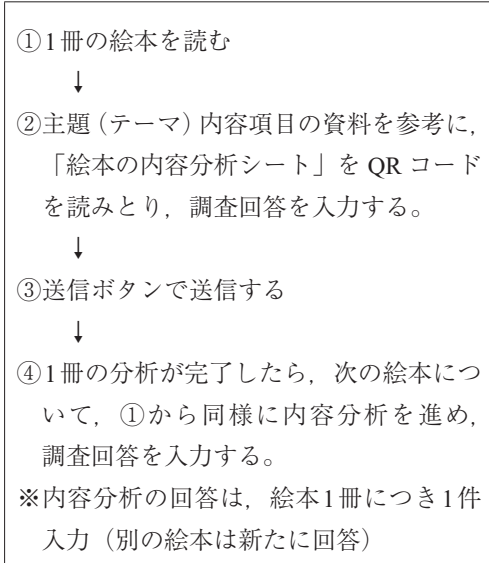 ①1冊の絵本を読む
↓
②主題（テーマ）内容項目の資料を参考に，
「絵本の内容分析シート」を QR コード
を読みとり，調査回答を入力する。
↓
③送信ボタンで送信する
↓
④1冊の分析が完了したら，次の絵本につ
いて，①から同様に内容分析を進め，
調査回答を入力する。
※内容分析の回答は，絵本1冊につき1件
入力（別の絵本は新たに回答）